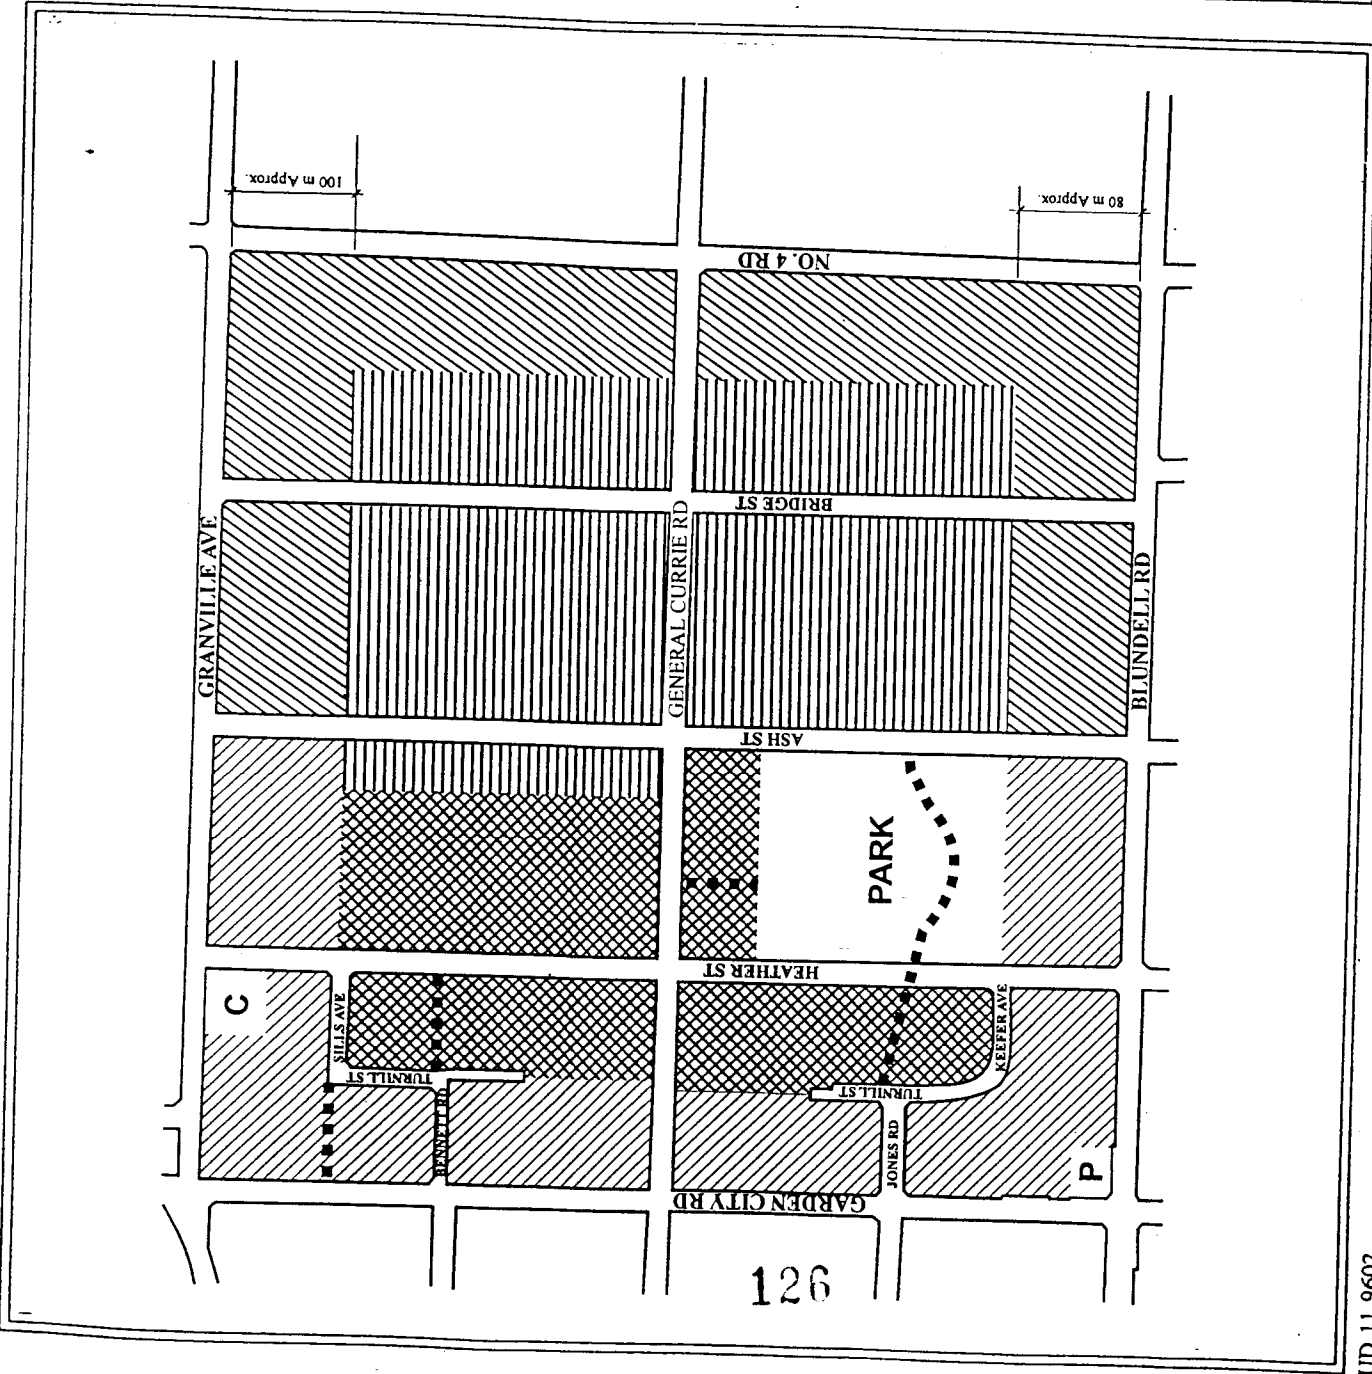 100 m Approx.
80 m Approx.
NO. 4 RD
BRIDGE ST
GRANVILLE AVE
GENERAL CURRIE RD
BLUNDELL RD
ASH ST
PARK
HEATHER ST
C
SILLS AVE
KEEFER AVE
TURNILL ST
TURNILL ST
BENNETT RD
JONES RD
P
GARDEN CITY RD
126